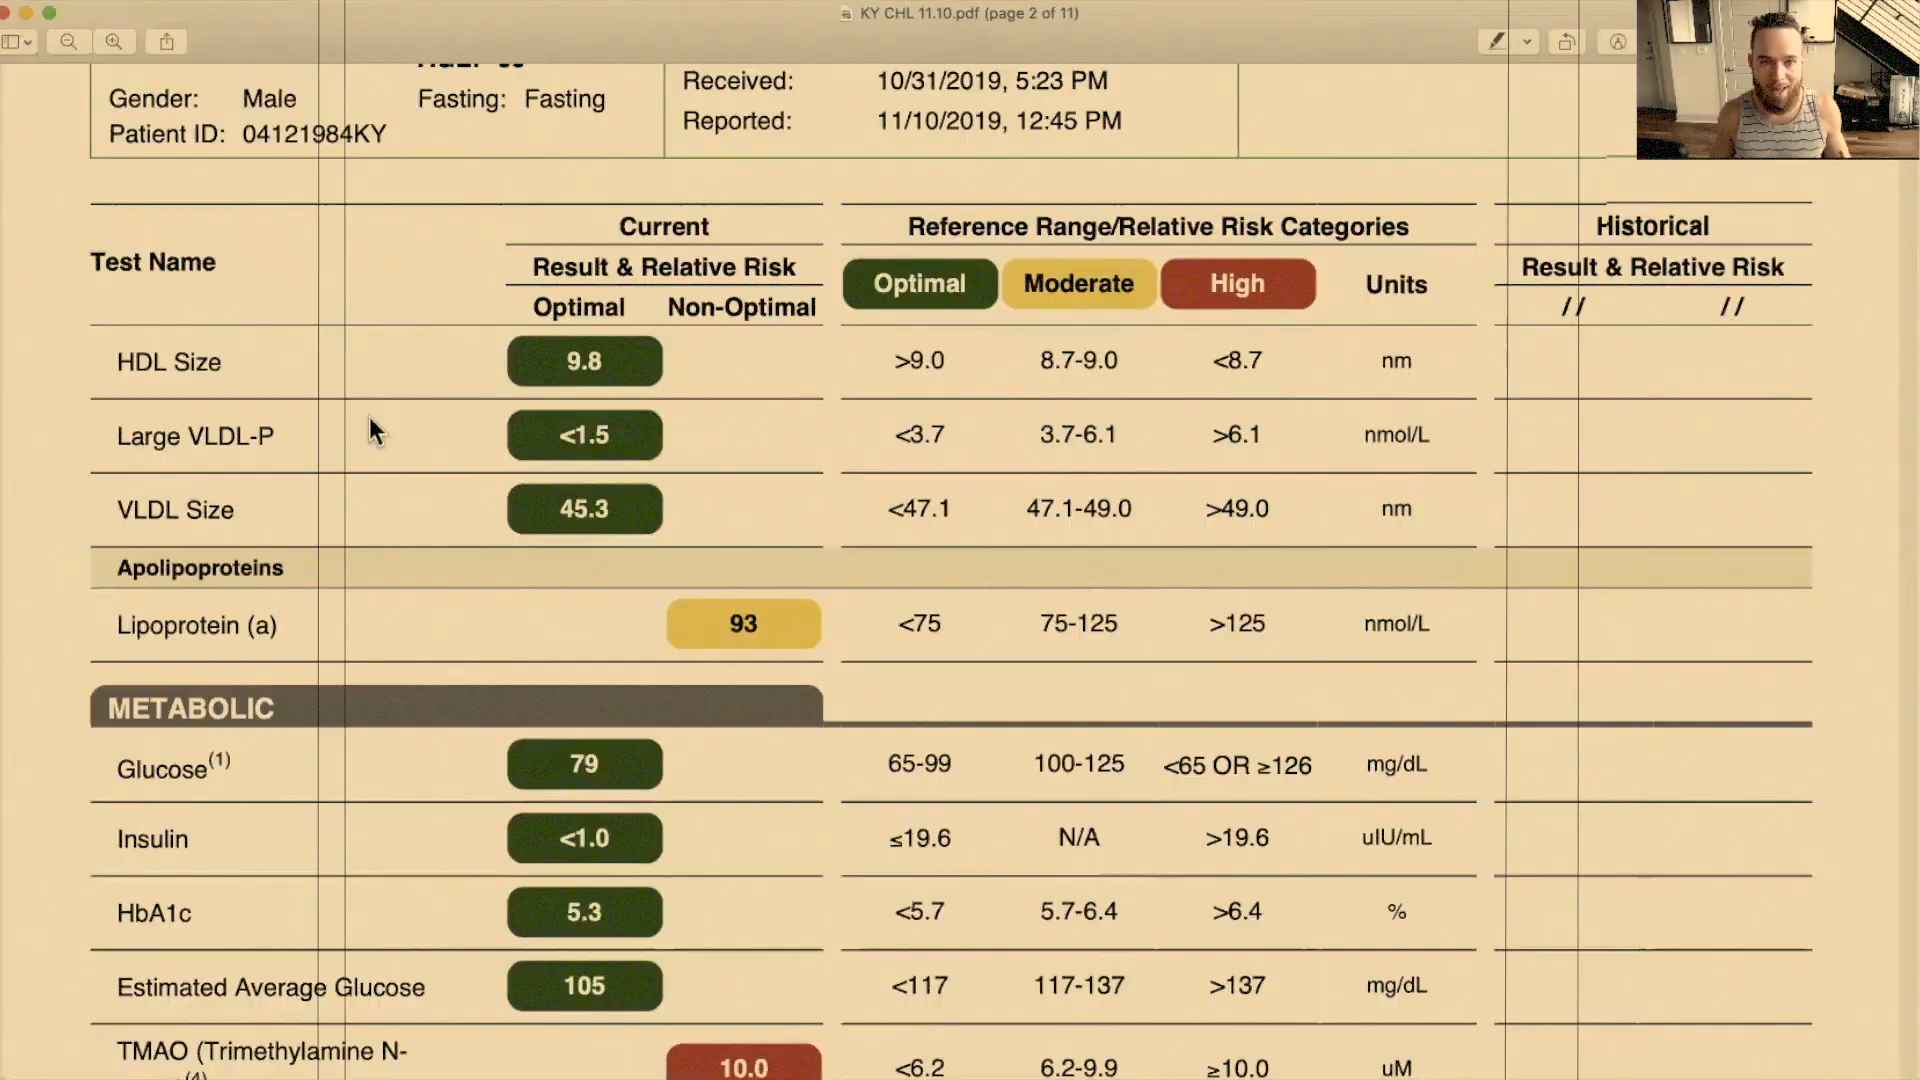 KY CHL 11.10.pdf (page 2 of 11)
Gender: Male Fasting: Fasting
Patient ID: 04121984KY
Received: 10/31/2019, 5:23 PM
Reported: 11/10/2019, 12:45 PM
Test Name Current Reference Range/Relative Risk Categories Historical
Result & Relative Risk Optimal Moderate High Units Result & Relative Risk
Optimal Non-Optimal // //
HDL Size 9.8 >9.0 8.7-9.0 <8.7 nm
Large VLDL-P <1.5 <3.7 3.7-6.1 >6.1 nmol/L
VLDL Size 45.3 <47.1 47.1-49.0 >49.0 nm
Apolipoproteins
Lipoprotein (a) 93 <75 75-125 >125 nmol/L
METABOLIC
Glucose(1) 79 65-99 100-125 <65 OR ≥126 mg/dL
Insulin <1.0 ≤19.6 N/A >19.6 uIU/mL
HbA1c 5.3 <5.7 5.7-6.4 >6.4 %
Estimated Average Glucose 105 <117 117-137 >137 mg/dL
TMAO (Trimethylamine N- 10.0 <6.2 6.2-9.9 ≥10.0 uM